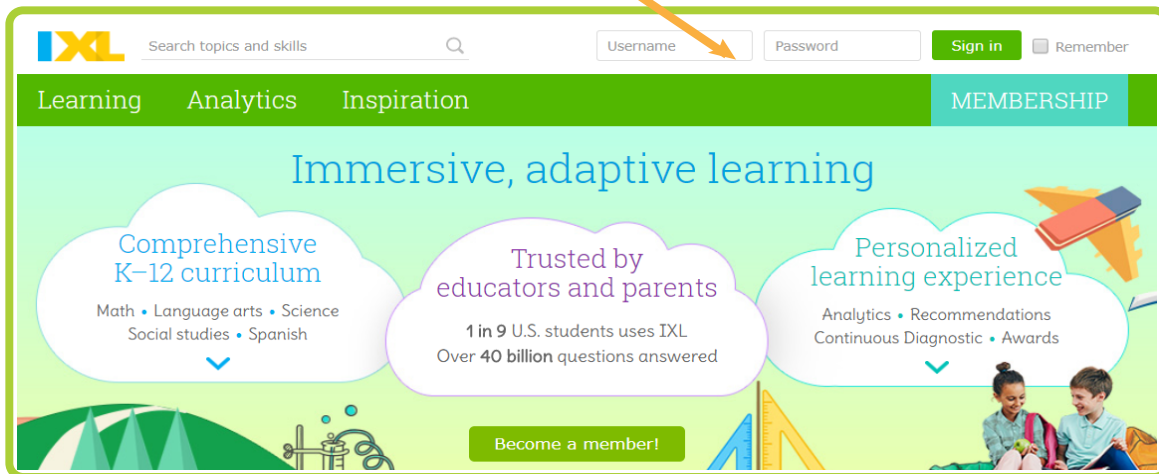 IXL Search topics and skills Username Password Sign in Remember
Learning Analytics Inspiration MEMBERSHIP
Immersive, adaptive learning
Comprehensive
K–12 curriculum
Math • Language arts • Science
Social studies • Spanish
Trusted by
educators and parents
1 in 9 U.S. students uses IXL
Over 40 billion questions answered
Personalized
learning experience
Analytics • Recommendations
Continuous Diagnostic • Awards
Become a member!